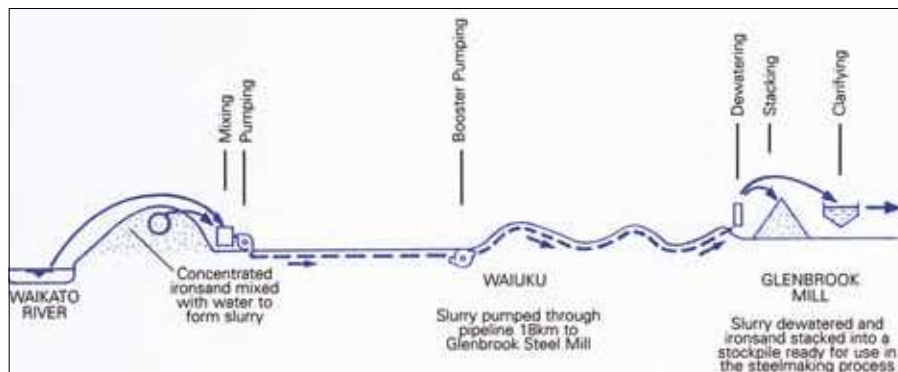 Mixing
Pumping
Booster Pumping
Dewatering
Stacking
Clarifying
WAIKATO
RIVER
Concentrated
ironsand mixed
with water to
form slurry
WAIUKU
Slurry pumped through
pipeline 18km to
Glenbrook Steel Mill
GLENBROOK
MILL
Slurry dewatered and
ironsand stacked into a
stockpile ready for use in
the steelmaking process